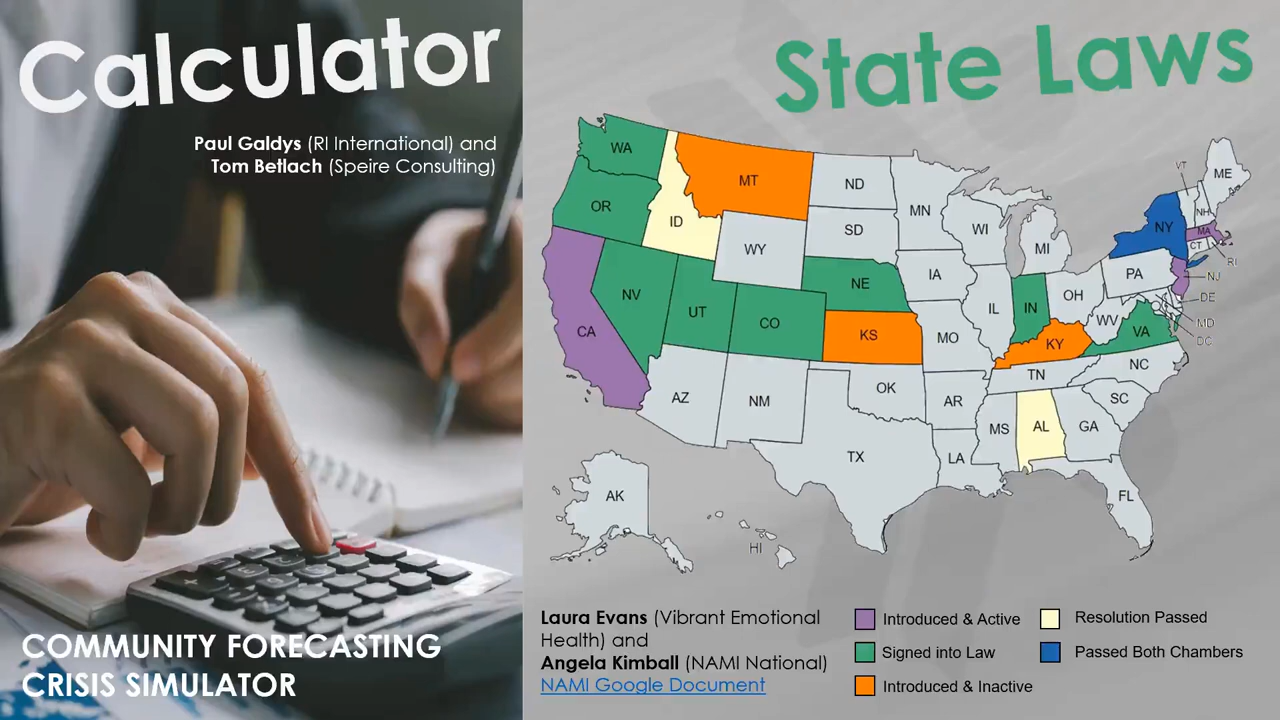 Calculator
Paul Galdys (RI International) and
Tom Betlach (Speire Consulting)
COMMUNITY FORECASTING
CRISIS SIMULATOR
State Laws
WA
MT
ND
MN
VT
ME
OR
ID
SD
WI
MI
NY
NH
MA
WY
CT
RI
IA
PA
NJ
NV
NE
IL
IN
OH
DE
UT
CO
WV
MD
VA
DC
CA
KS
MO
KY
NC
TN
AZ
NM
OK
AR
SC
MS
AL
GA
TX
LA
FL
AK
HI
Laura Evans (Vibrant Emotional
Health) and
Angela Kimball (NAMI National)
NAMI Google Document
Introduced & Active
Resolution Passed
Signed into Law
Passed Both Chambers
Introduced & Inactive